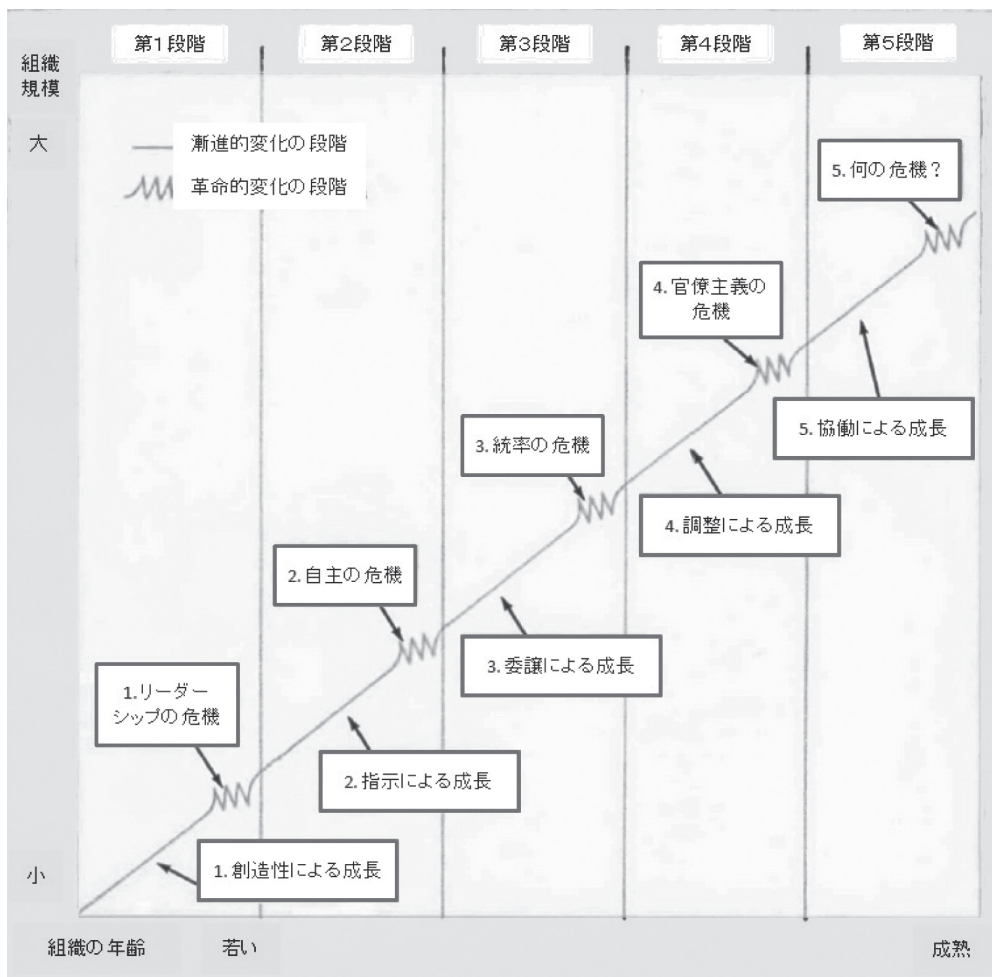 第1段階
第2段階
第3段階
第4段階
第5段階
組織
規模
大
漸進的変化の段階
革命的変化の段階
5.何の危機？
4.官僚主義の
危機
5.協働による成長
3.統率の危機
4.調整による成長
2.自主の危機
3.委譲による成長
1.リーダー
シップの危機
2.指示による成長
1.創造性による成長
小
組織の年齢
若い
成熟